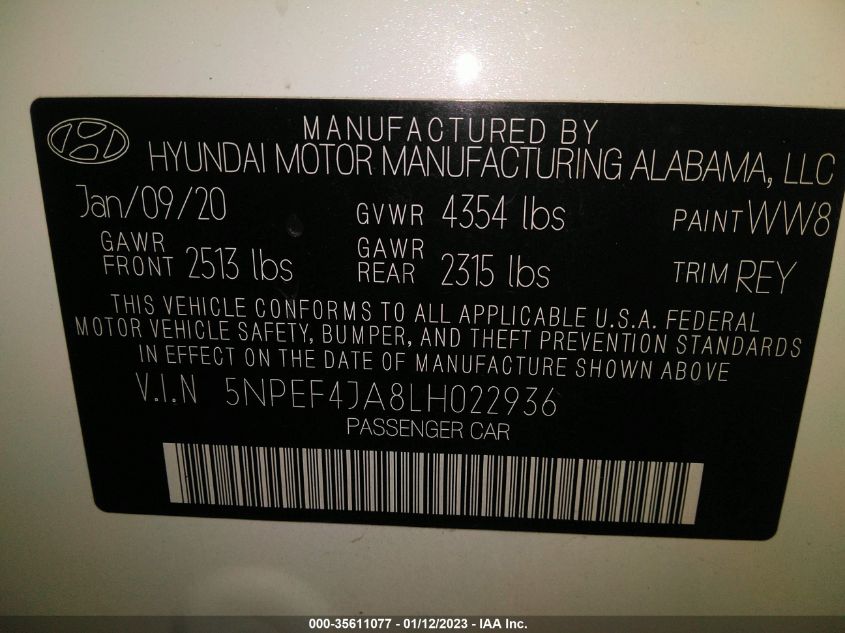 MANUFACTURED BY
HYUNDAI MOTOR MANUFACTURING ALABAMA, LLC
Jan/09/20 GVWR 4354 lbs PAINT WW8
GAWR FRONT 2513 lbs GAWR REAR 2315 lbs TRIM REY
THIS VEHICLE CONFORMS TO ALL APPLICABLE U.S.A. FEDERAL
MOTOR VEHICLE SAFETY, BUMPER, AND THEFT PREVENTION STANDARDS
IN EFFECT ON THE DATE OF MANUFACTURE SHOWN ABOVE
V.I.N 5NPEF4JA8LH022936
PASSENGER CAR
000-35611077 - 01/12/2023 - IAA Inc.